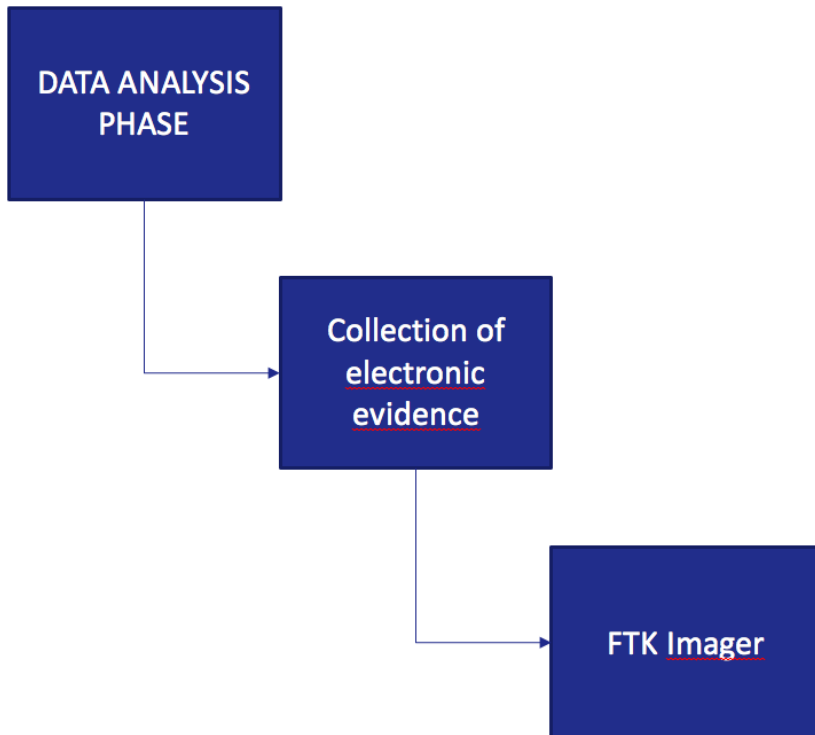 DATA ANALYSIS
PHASE
Collection of
electronic
evidence
FTK Imager